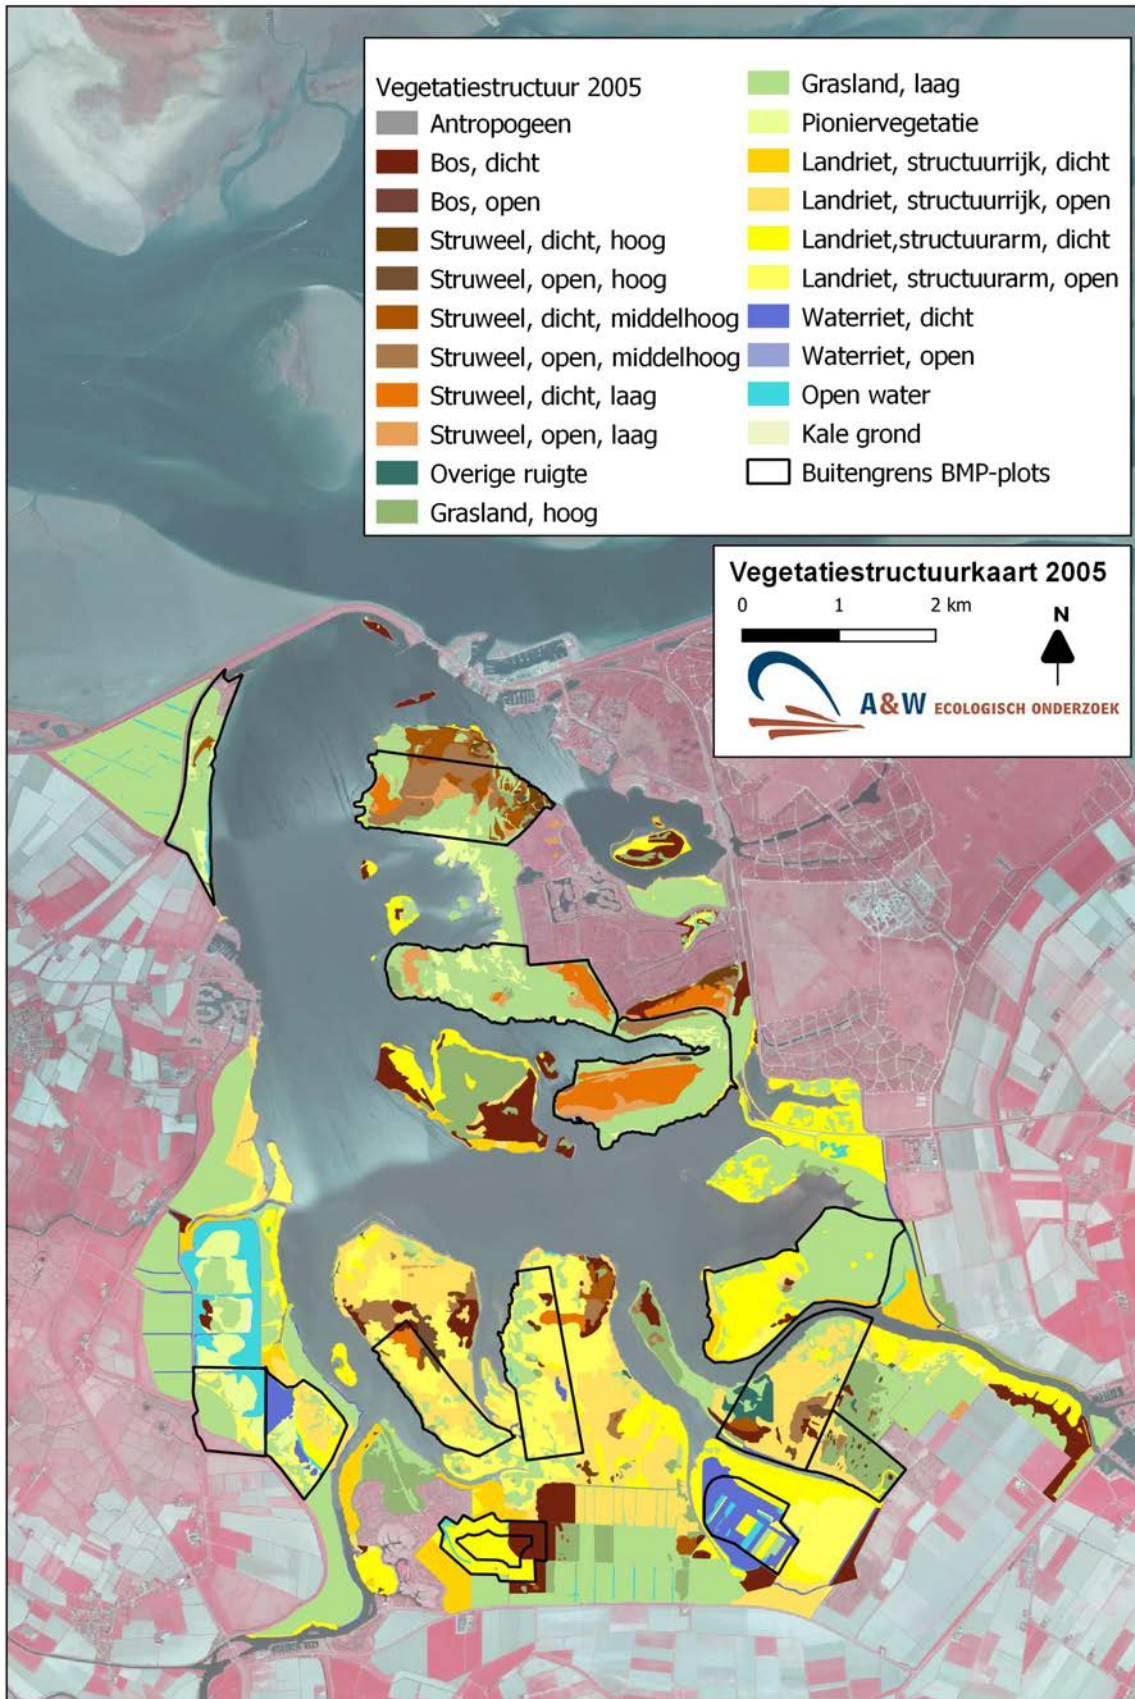 Vegetatiestructuur 2005
Antropogeen
Bos, dicht
Bos, open
Struweel, dicht, hoog
Struweel, open, hoog
Struweel, dicht, middelhoog
Struweel, open, middelhoog
Struweel, dicht, laag
Struweel, open, laag
Overige ruigte
Grasland, hoog
Grasland, laag
Pioniervegetatie
Landriet, structuurrijk, dicht
Landriet, structuurrijk, open
Landriet,structuurarm, dicht
Landriet, structuurarm, open
Waterriet, dicht
Waterriet, open
Open water
Kale grond
Buitengrens BMP-plots
Vegetatiestructuurkaart 2005
0 1 2 km
N
A&W ECOLOGISCH ONDERZOEK